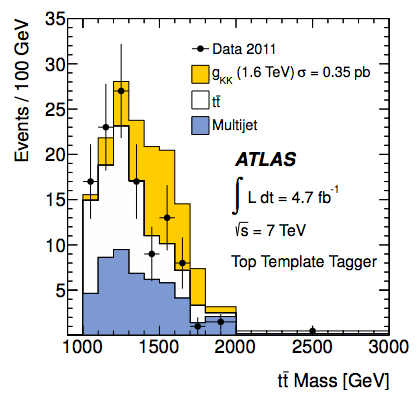 Events / 100 GeV
35
30
25
20
15
10
5
Data 2011
g_KK (1.6 TeV) σ = 0.35 pb
tt̄
Multijet
ATLAS
∫ L dt = 4.7 fb⁻¹
√s = 7 TeV
Top Template Tagger
1000 1500 2000 2500 3000
tt̄ Mass [GeV]